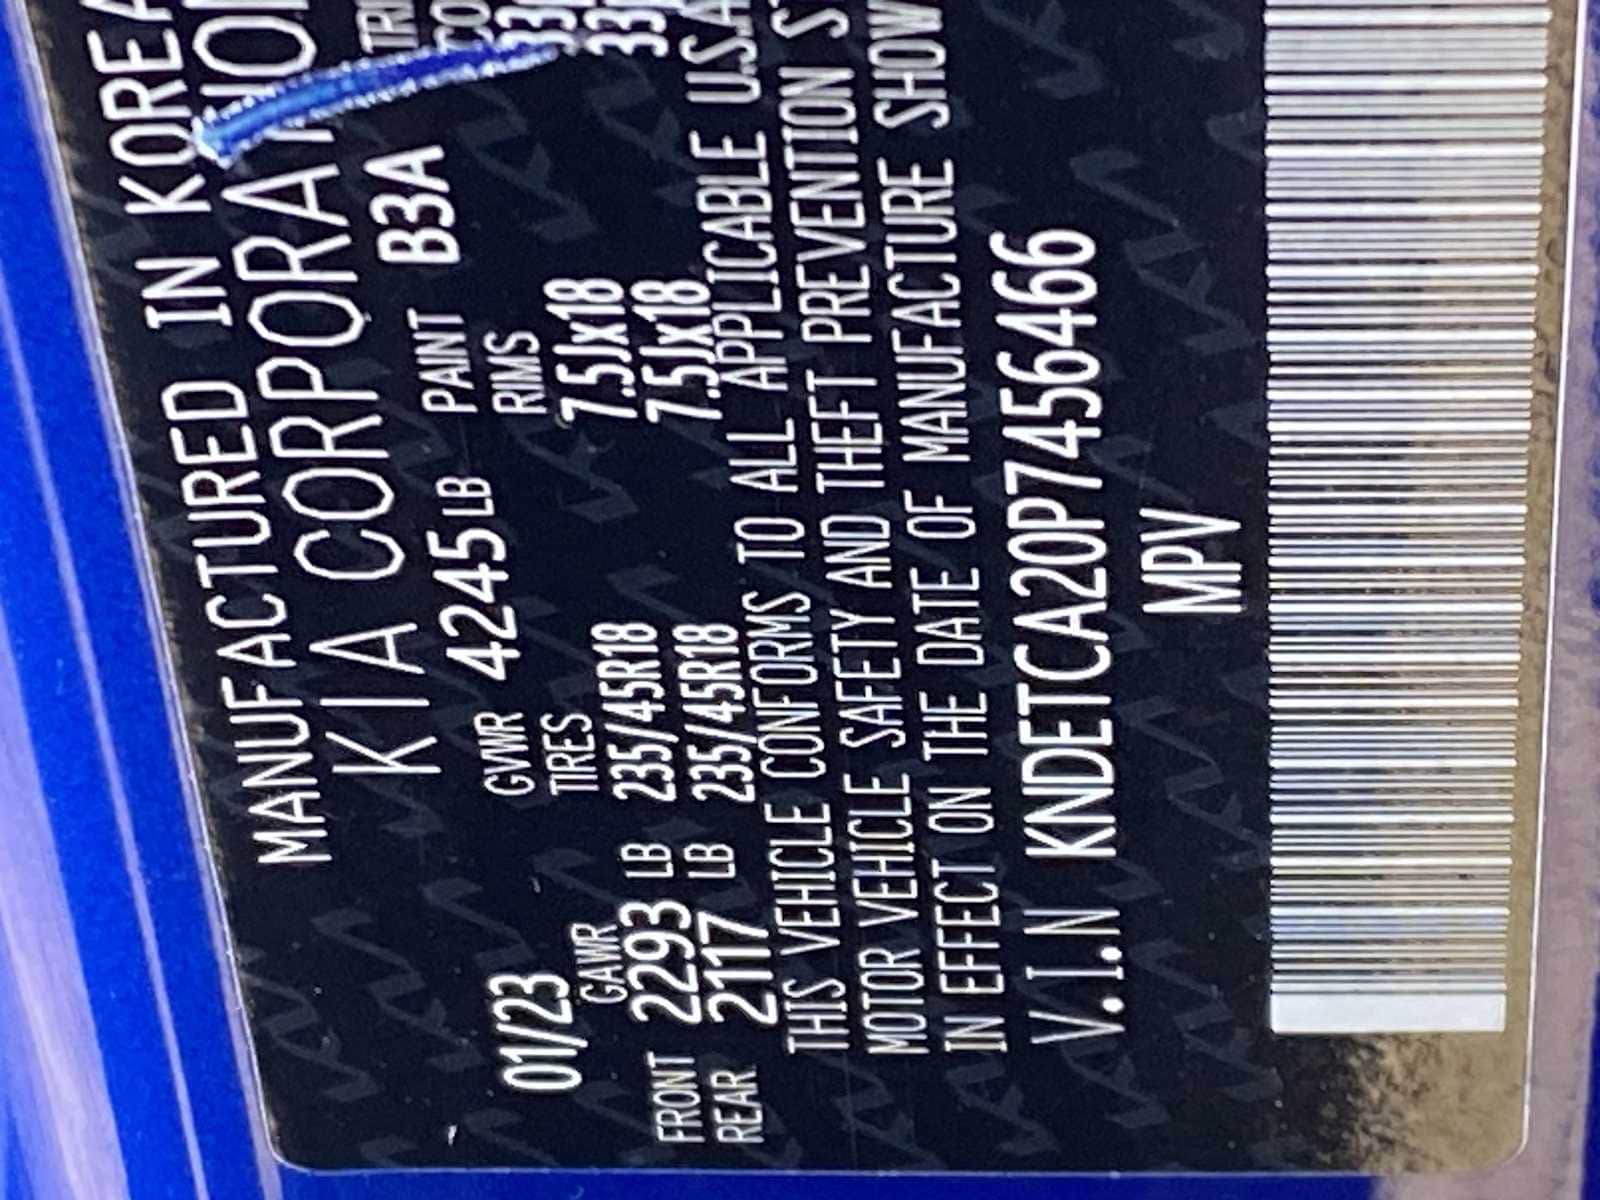 MANUFACTURED IN KOREA
KIA CORPORATION
01/23 GVWR 4245 LB PAINT B3A
GAWR TIRES RIMS
FRONT 2293 LB 235/45R18 7.5Jx18
REAR 2117 LB 235/45R18 7.5Jx18
THIS VEHICLE CONFORMS TO ALL APPLICABLE U.S.A
MOTOR VEHICLE SAFETY AND THEFT PREVENTION ST
IN EFFECT ON THE DATE OF MANUFACTURE SHOW
V.I.N KNDETCA20P7456466
MPV